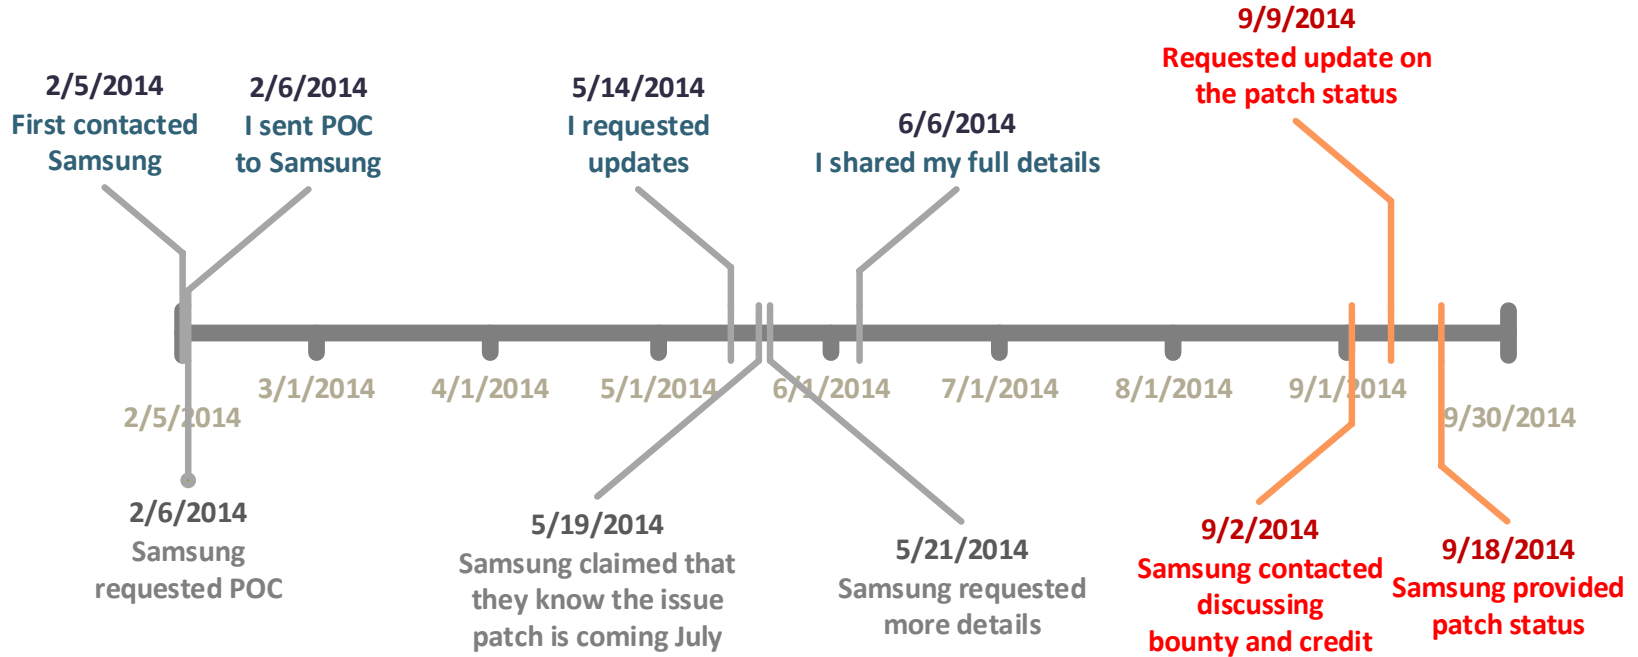 9/9/2014
Requested update on
the patch status
2/5/2014
First contacted
Samsung
2/6/2014
I sent POC
to Samsung
5/14/2014
I requested
updates
6/6/2014
I shared my full details
2/5/2014
3/1/2014
4/1/2014
5/1/2014
6/1/2014
7/1/2014
8/1/2014
9/1/2014
9/30/2014
2/6/2014
Samsung
requested POC
5/19/2014
Samsung claimed that
they know the issue
patch is coming July
5/21/2014
Samsung requested
more details
9/2/2014
Samsung contacted
discussing
bounty and credit
9/18/2014
Samsung provided
patch status